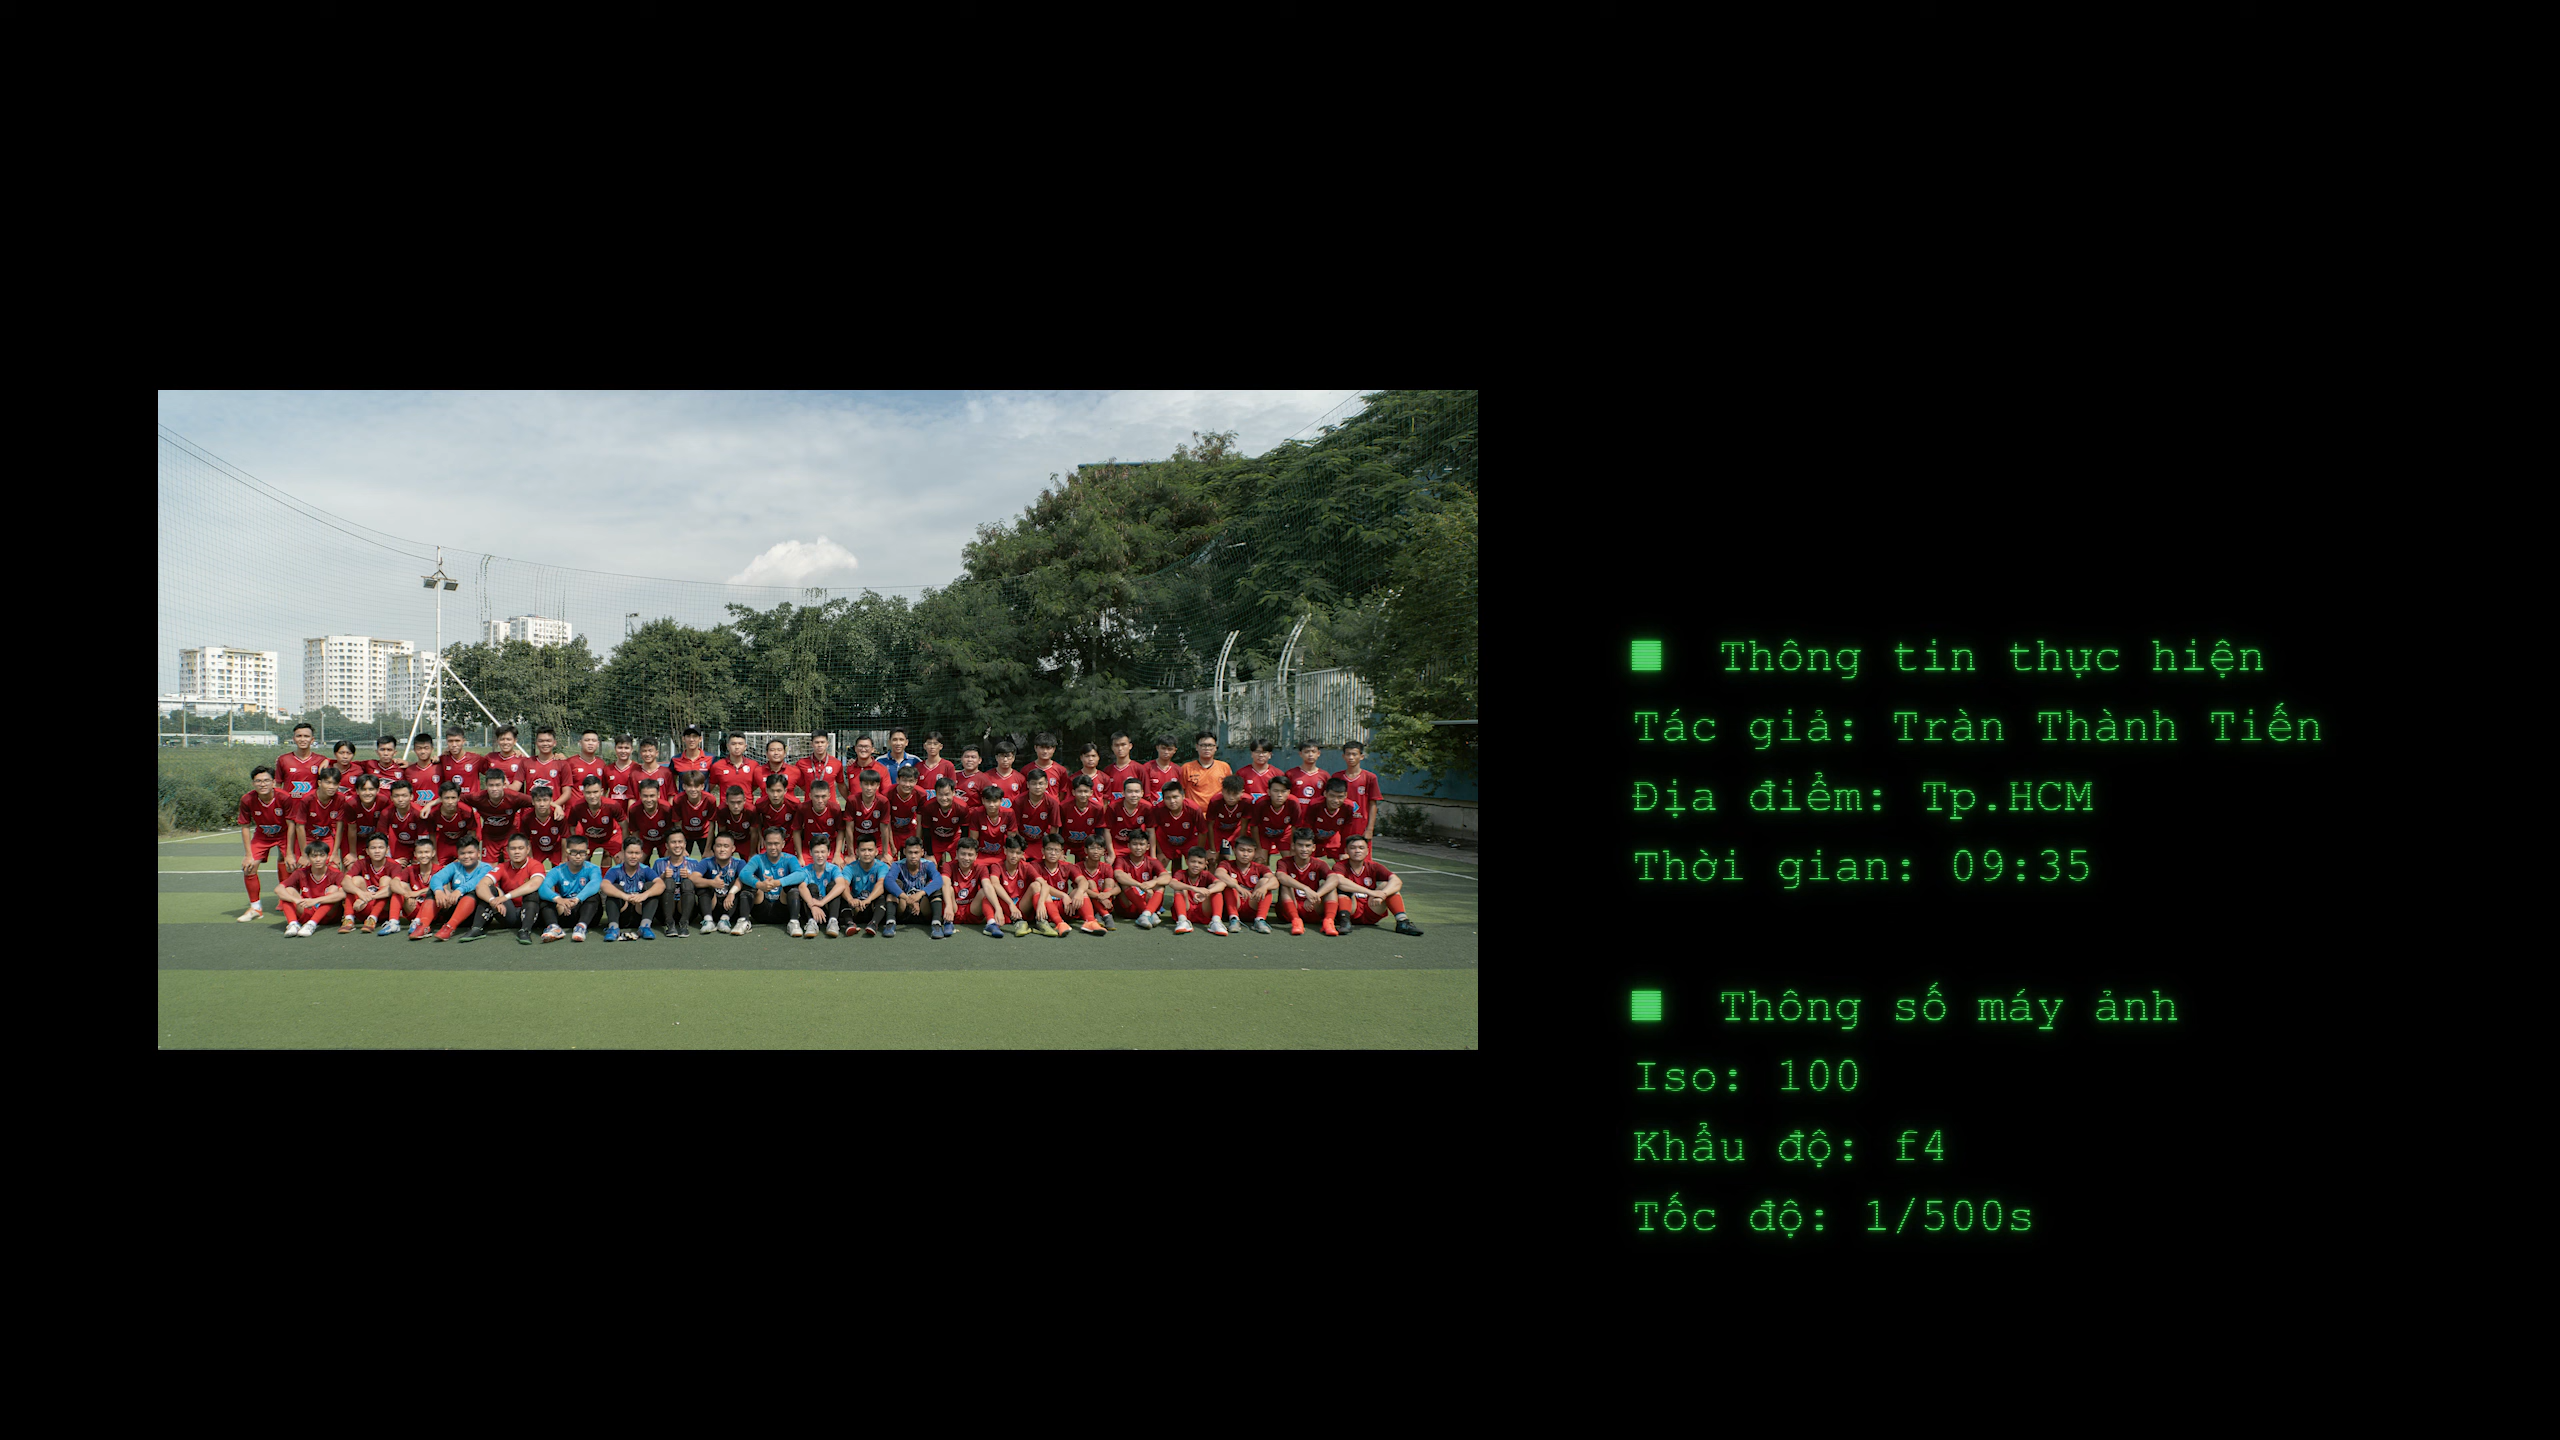 Thông tin thực hiện
Tác giả: Tràn Thành Tiến
Địa điểm: Tp.HCM
Thời gian: 09:35
Thông số máy ảnh
Iso: 100
Khẩu độ: f4
Tốc độ: 1/500s